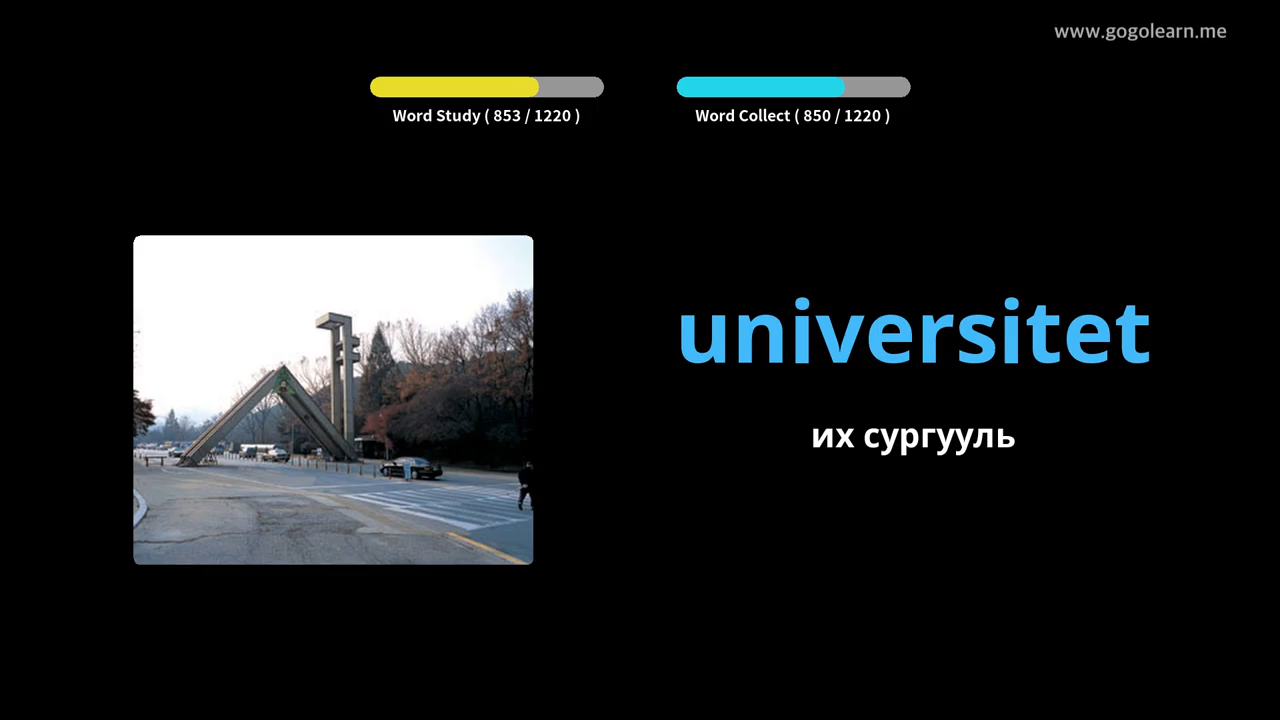 www.gogolearn.me
Word Study ( 853 / 1220 )
Word Collect ( 850 / 1220 )
universitet
их сургууль